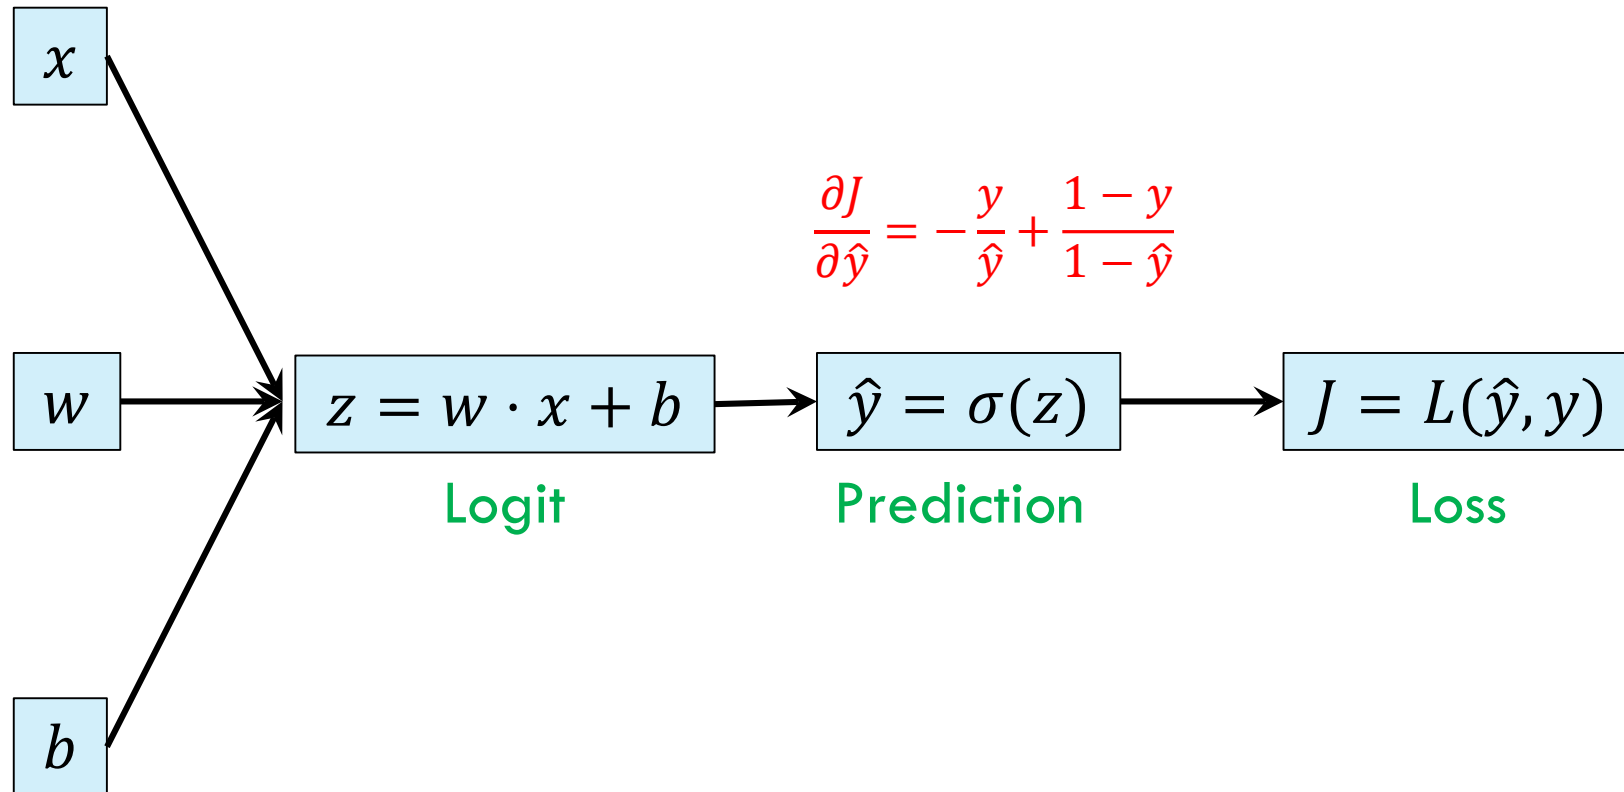 x
∂J/∂ŷ = − y/ŷ + (1 − y)/(1 − ŷ)
w
z = w · x + b
ŷ = σ(z)
J = L(ŷ, y)
Logit
Prediction
Loss
b